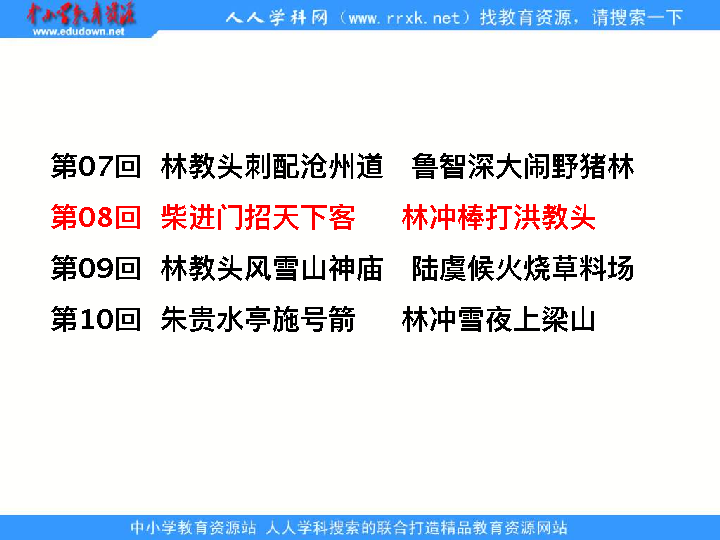 中小学教育资源
www.edudown.net
人人学科网（www.rrxk.net）找教育资源，请搜索一下
第07回 林教头刺配沧州道 鲁智深大闹野猪林
第08回 柴进门招天下客 林冲棒打洪教头
第09回 林教头风雪山神庙 陆虞候火烧草料场
第10回 朱贵水亭施号箭 林冲雪夜上梁山
中小学教育资源站 人人学科搜索的联合打造精品教育资源网站